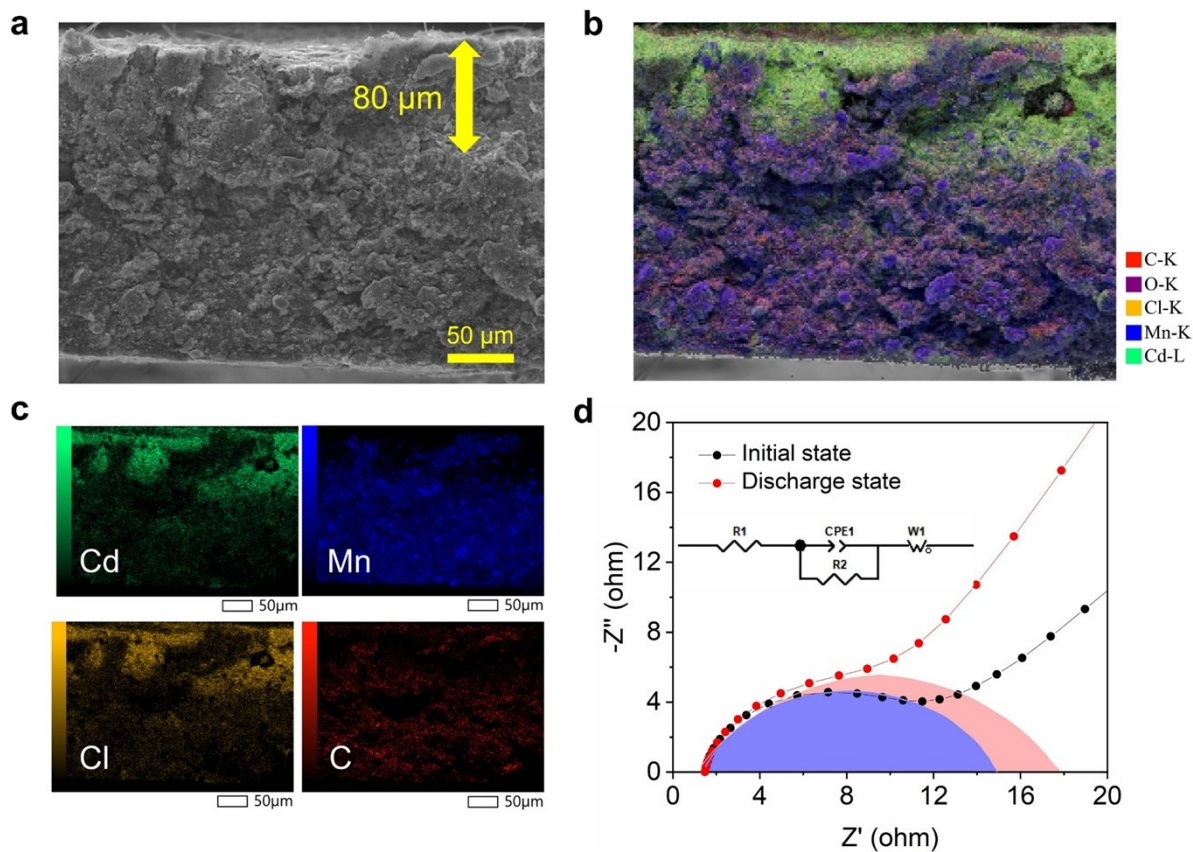 a
80 µm
50 µm
b
C-K
O-K
Cl-K
Mn-K
Cd-L
c
Cd
50µm
Mn
50µm
Cl
50µm
C
50µm
d
20
16
12
8
4
0
-Z'' (ohm)
Initial state
Discharge state
R1
CPE1
W1
R2
0 4 8 12 16 20
Z' (ohm)